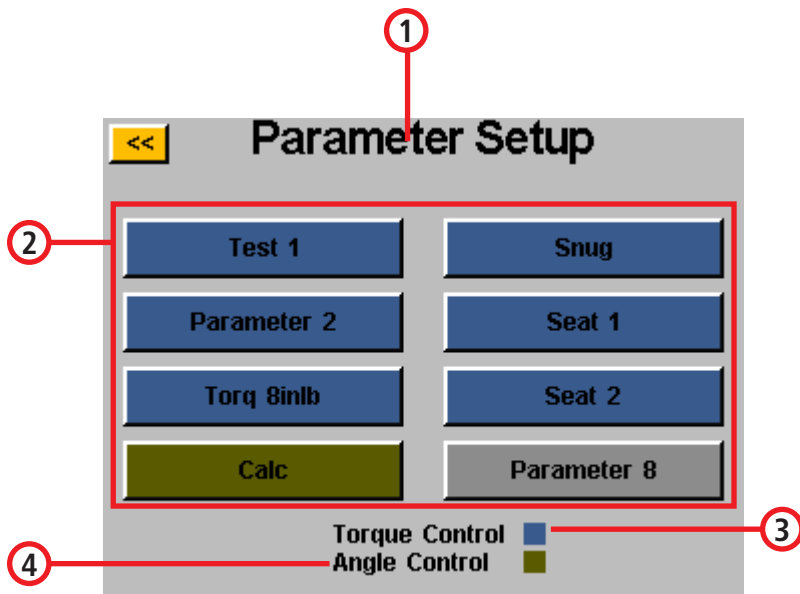 1
<< Parameter Setup
2
Test 1 Snug
Parameter 2 Seat 1
Torq 8inlb Seat 2
Calc Parameter 8
Torque Control
3
Angle Control
4